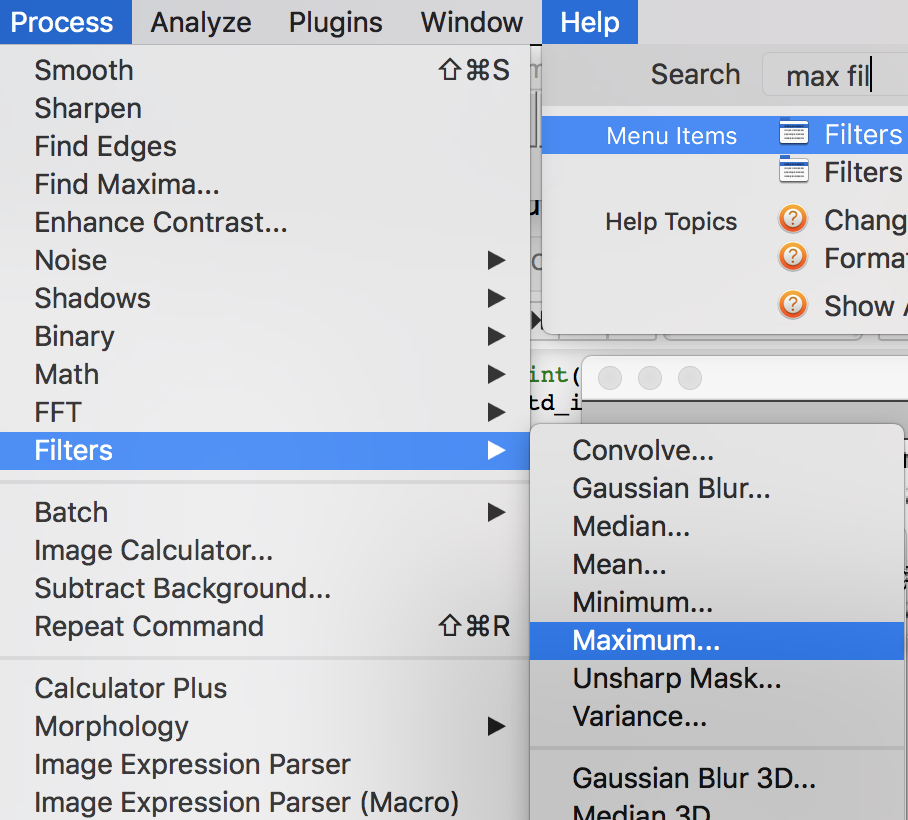 Process Analyze Plugins Window Help
Smooth ⇧⌘S
Sharpen
Find Edges
Find Maxima...
Enhance Contrast...
Noise
Shadows
Binary
Math
FFT
Filters
Batch
Image Calculator...
Subtract Background...
Repeat Command ⇧⌘R
Calculator Plus
Morphology
Image Expression Parser
Image Expression Parser (Macro)
Search max fil
Menu Items Filters
Filters
Help Topics Chang
Format
Show A
int(
td_i
Convolve...
Gaussian Blur...
Median...
Mean...
Minimum...
Maximum...
Unsharp Mask...
Variance...
Gaussian Blur 3D...
Median 3D